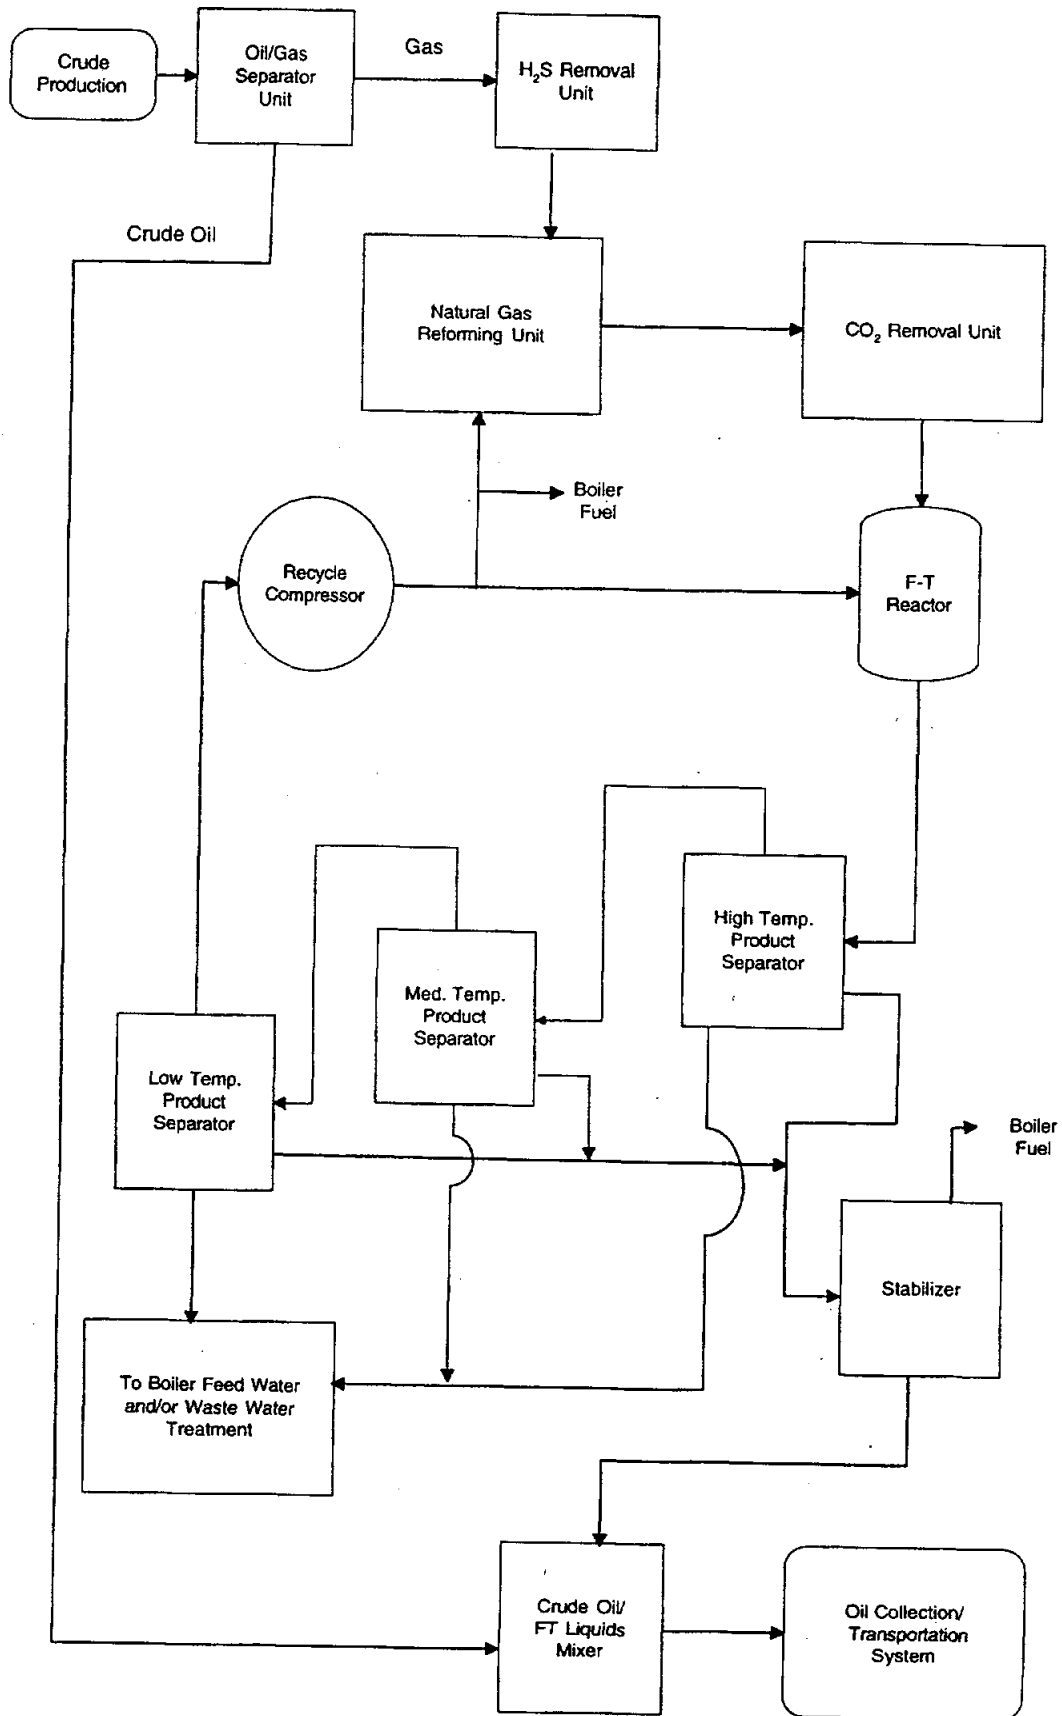 Crude
Production
Oil/Gas
Separator
Unit
Gas
H₂S Removal
Unit
Crude Oil
Natural Gas
Reforming Unit
CO₂ Removal Unit
Boiler
Fuel
Recycle
Compressor
F-T
Reactor
High Temp.
Product
Separator
Med. Temp.
Product
Separator
Low Temp.
Product
Separator
Boiler
Fuel
Stabilizer
To Boiler Feed Water
and/or Waste Water
Treatment
Crude Oil/
FT Liquids
Mixer
Oil Collection/
Transportation
System